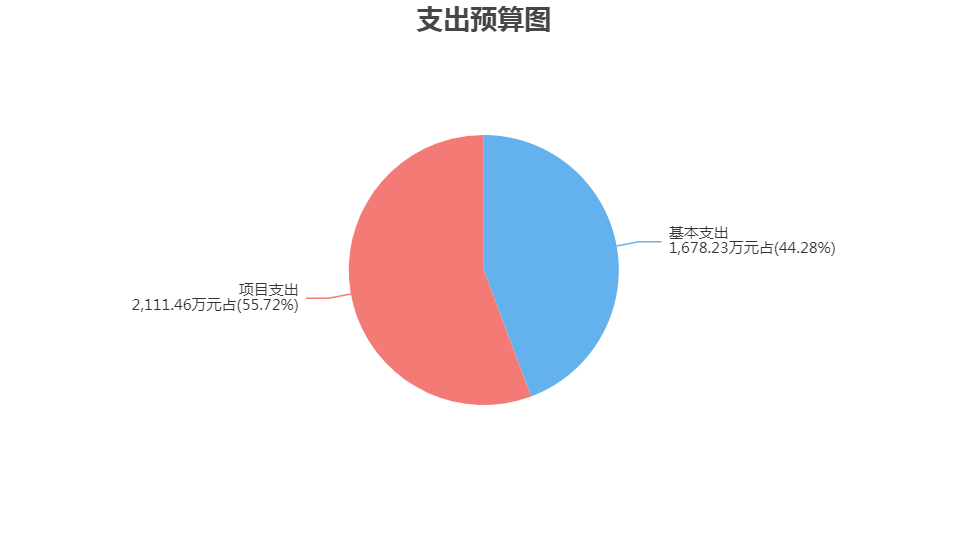 支出预算图
基本支出
1,678.23万元占(44.28%)
项目支出
2,111.46万元占(55.72%)